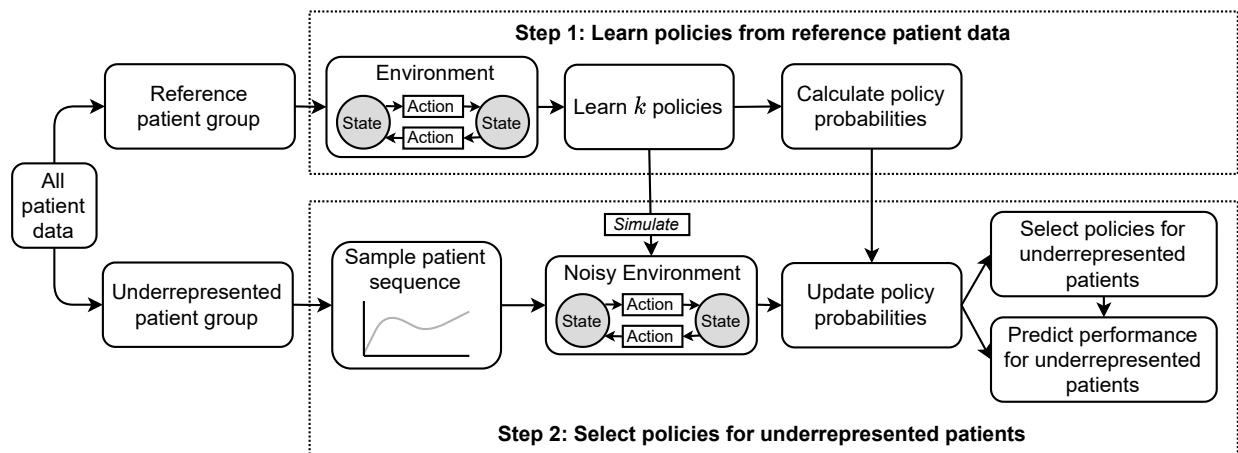 Step 1: Learn policies from reference patient data
All
patient
data
Reference
patient group
Environment
State
Action
Action
State
Learn k policies
Calculate policy
probabilities
Simulate
Underrepresented
patient group
Sample patient
sequence
Noisy Environment
State
Action
Action
State
Update policy
probabilities
Select policies for
underrepresented
patients
Predict performance
for underrepresented
patients
Step 2: Select policies for underrepresented patients